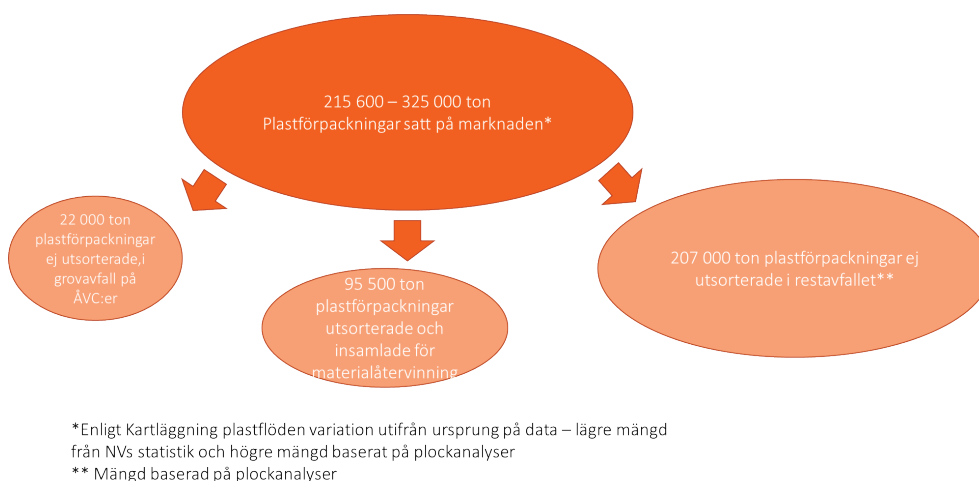 215 600 – 325 000 ton
Plastförpackningar satt på marknaden*
22 000 ton
plastförpackningar
ej utsorterade,i
grovavfall på
ÅVC:er
95 500 ton
plastförpackningar
utsorterade och
insamlade för
materialåtervinning
207 000 ton plastförpackningar ej
utsorterade i restavfallet**
*Enligt Kartläggning plastflöden variation utifrån ursprung på data – lägre mängd
från NVs statistik och högre mängd baserat på plockanalyser
** Mängd baserad på plockanalyser